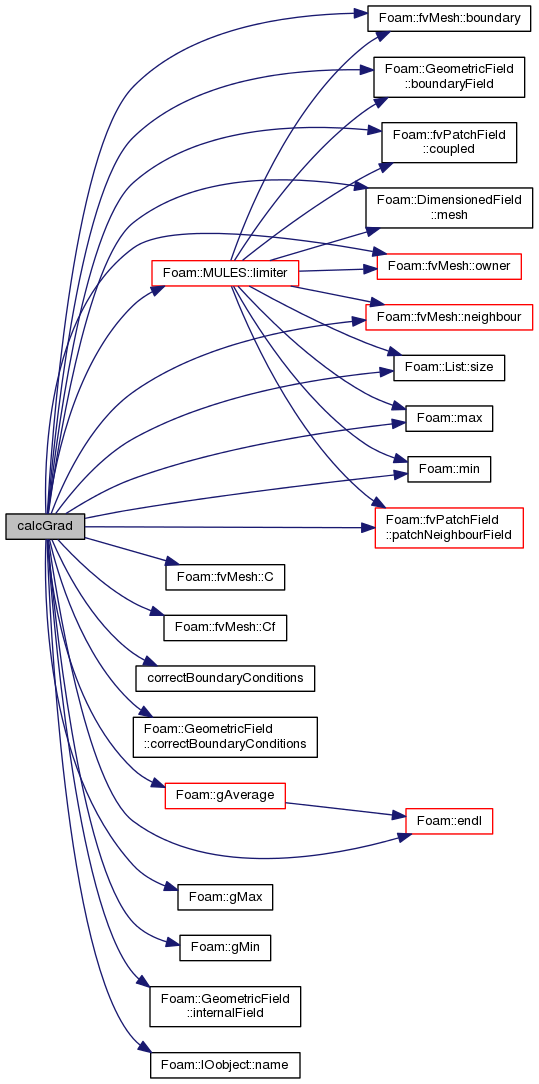 Foam::fvMesh::boundary
Foam::GeometricField
::boundaryField
Foam::fvPatchField
::coupled
Foam::DimensionedField
::mesh
Foam::MULES::limiter
Foam::fvMesh::owner
Foam::fvMesh::neighbour
Foam::List::size
Foam::max
Foam::min
calcGrad
Foam::fvPatchField
::patchNeighbourField
Foam::fvMesh::C
Foam::fvMesh::Cf
correctBoundaryConditions
Foam::GeometricField
::correctBoundaryConditions
Foam::gAverage
Foam::endl
Foam::gMax
Foam::gMin
Foam::GeometricField
::internalField
Foam::IOobject::name